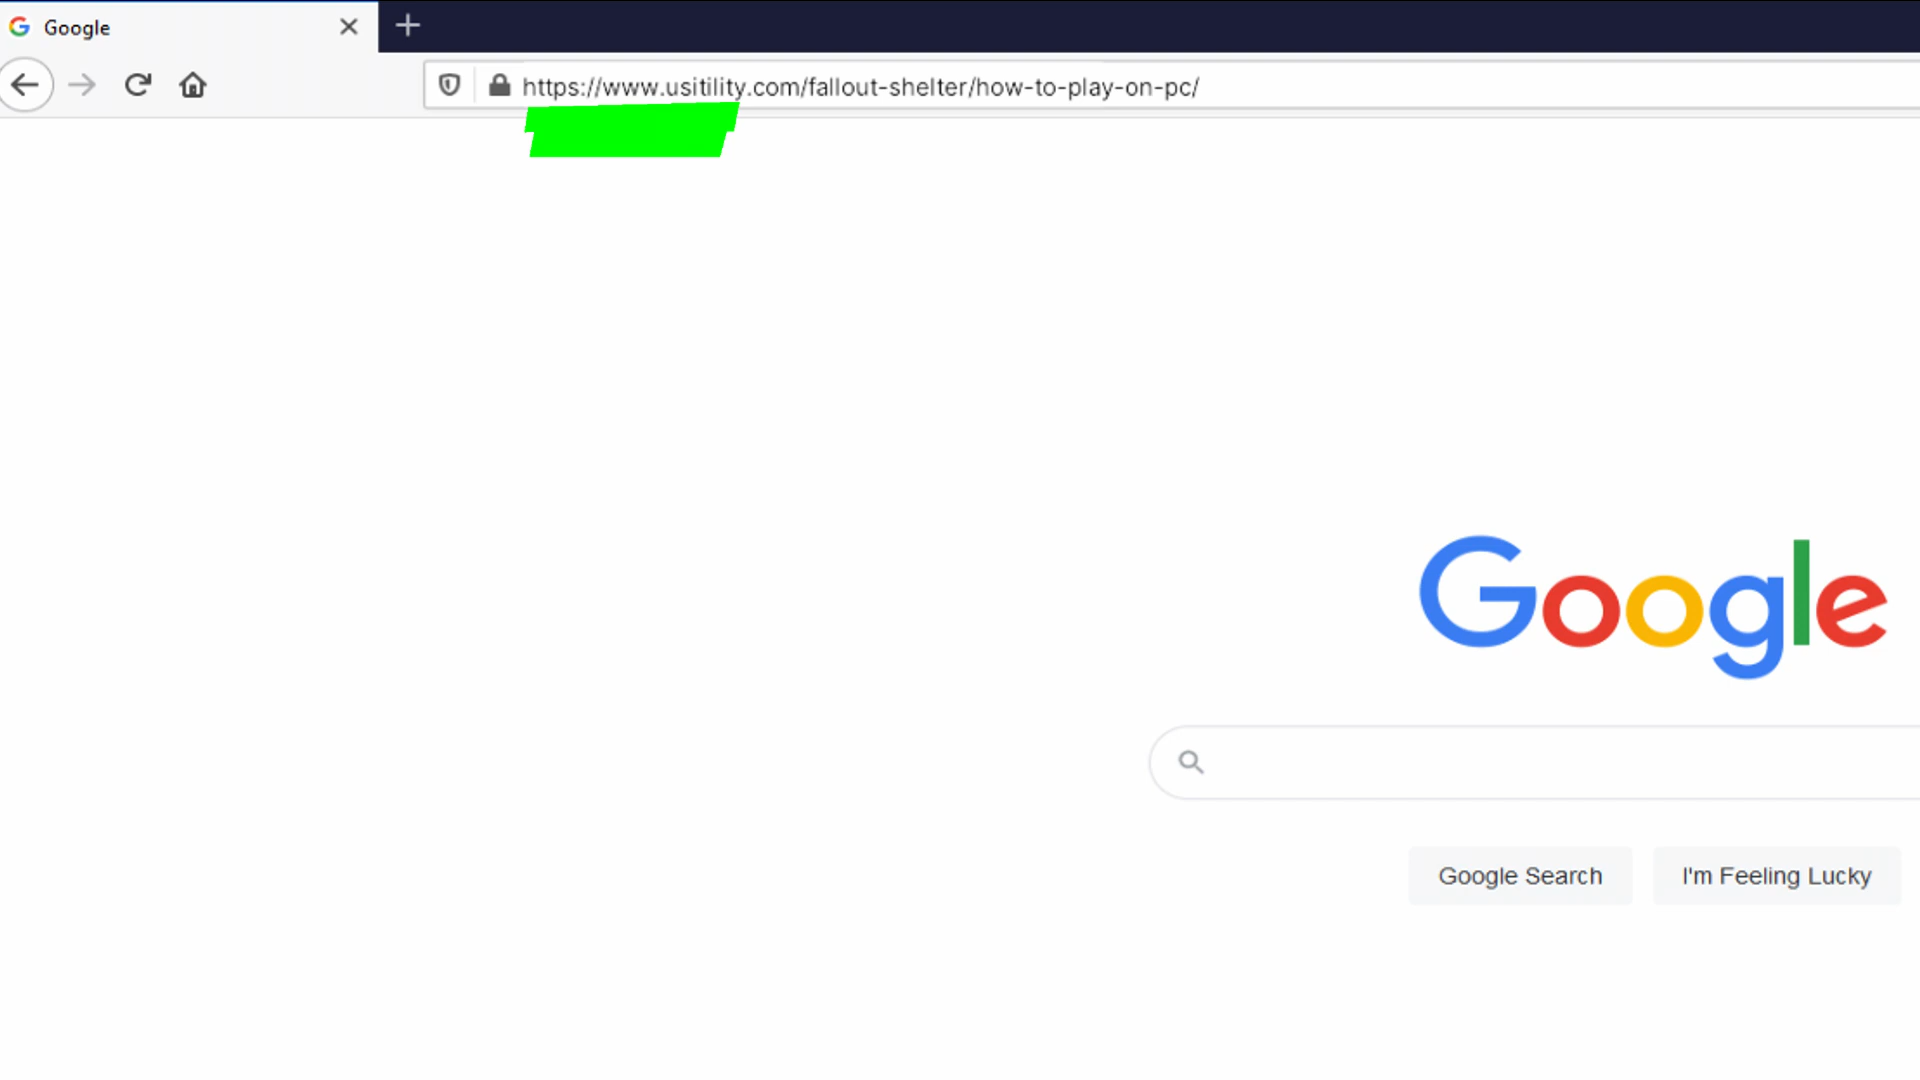 Google
https://www.usitility.com/fallout-shelter/how-to-play-on-pc/
Google
Google Search
I'm Feeling Lucky